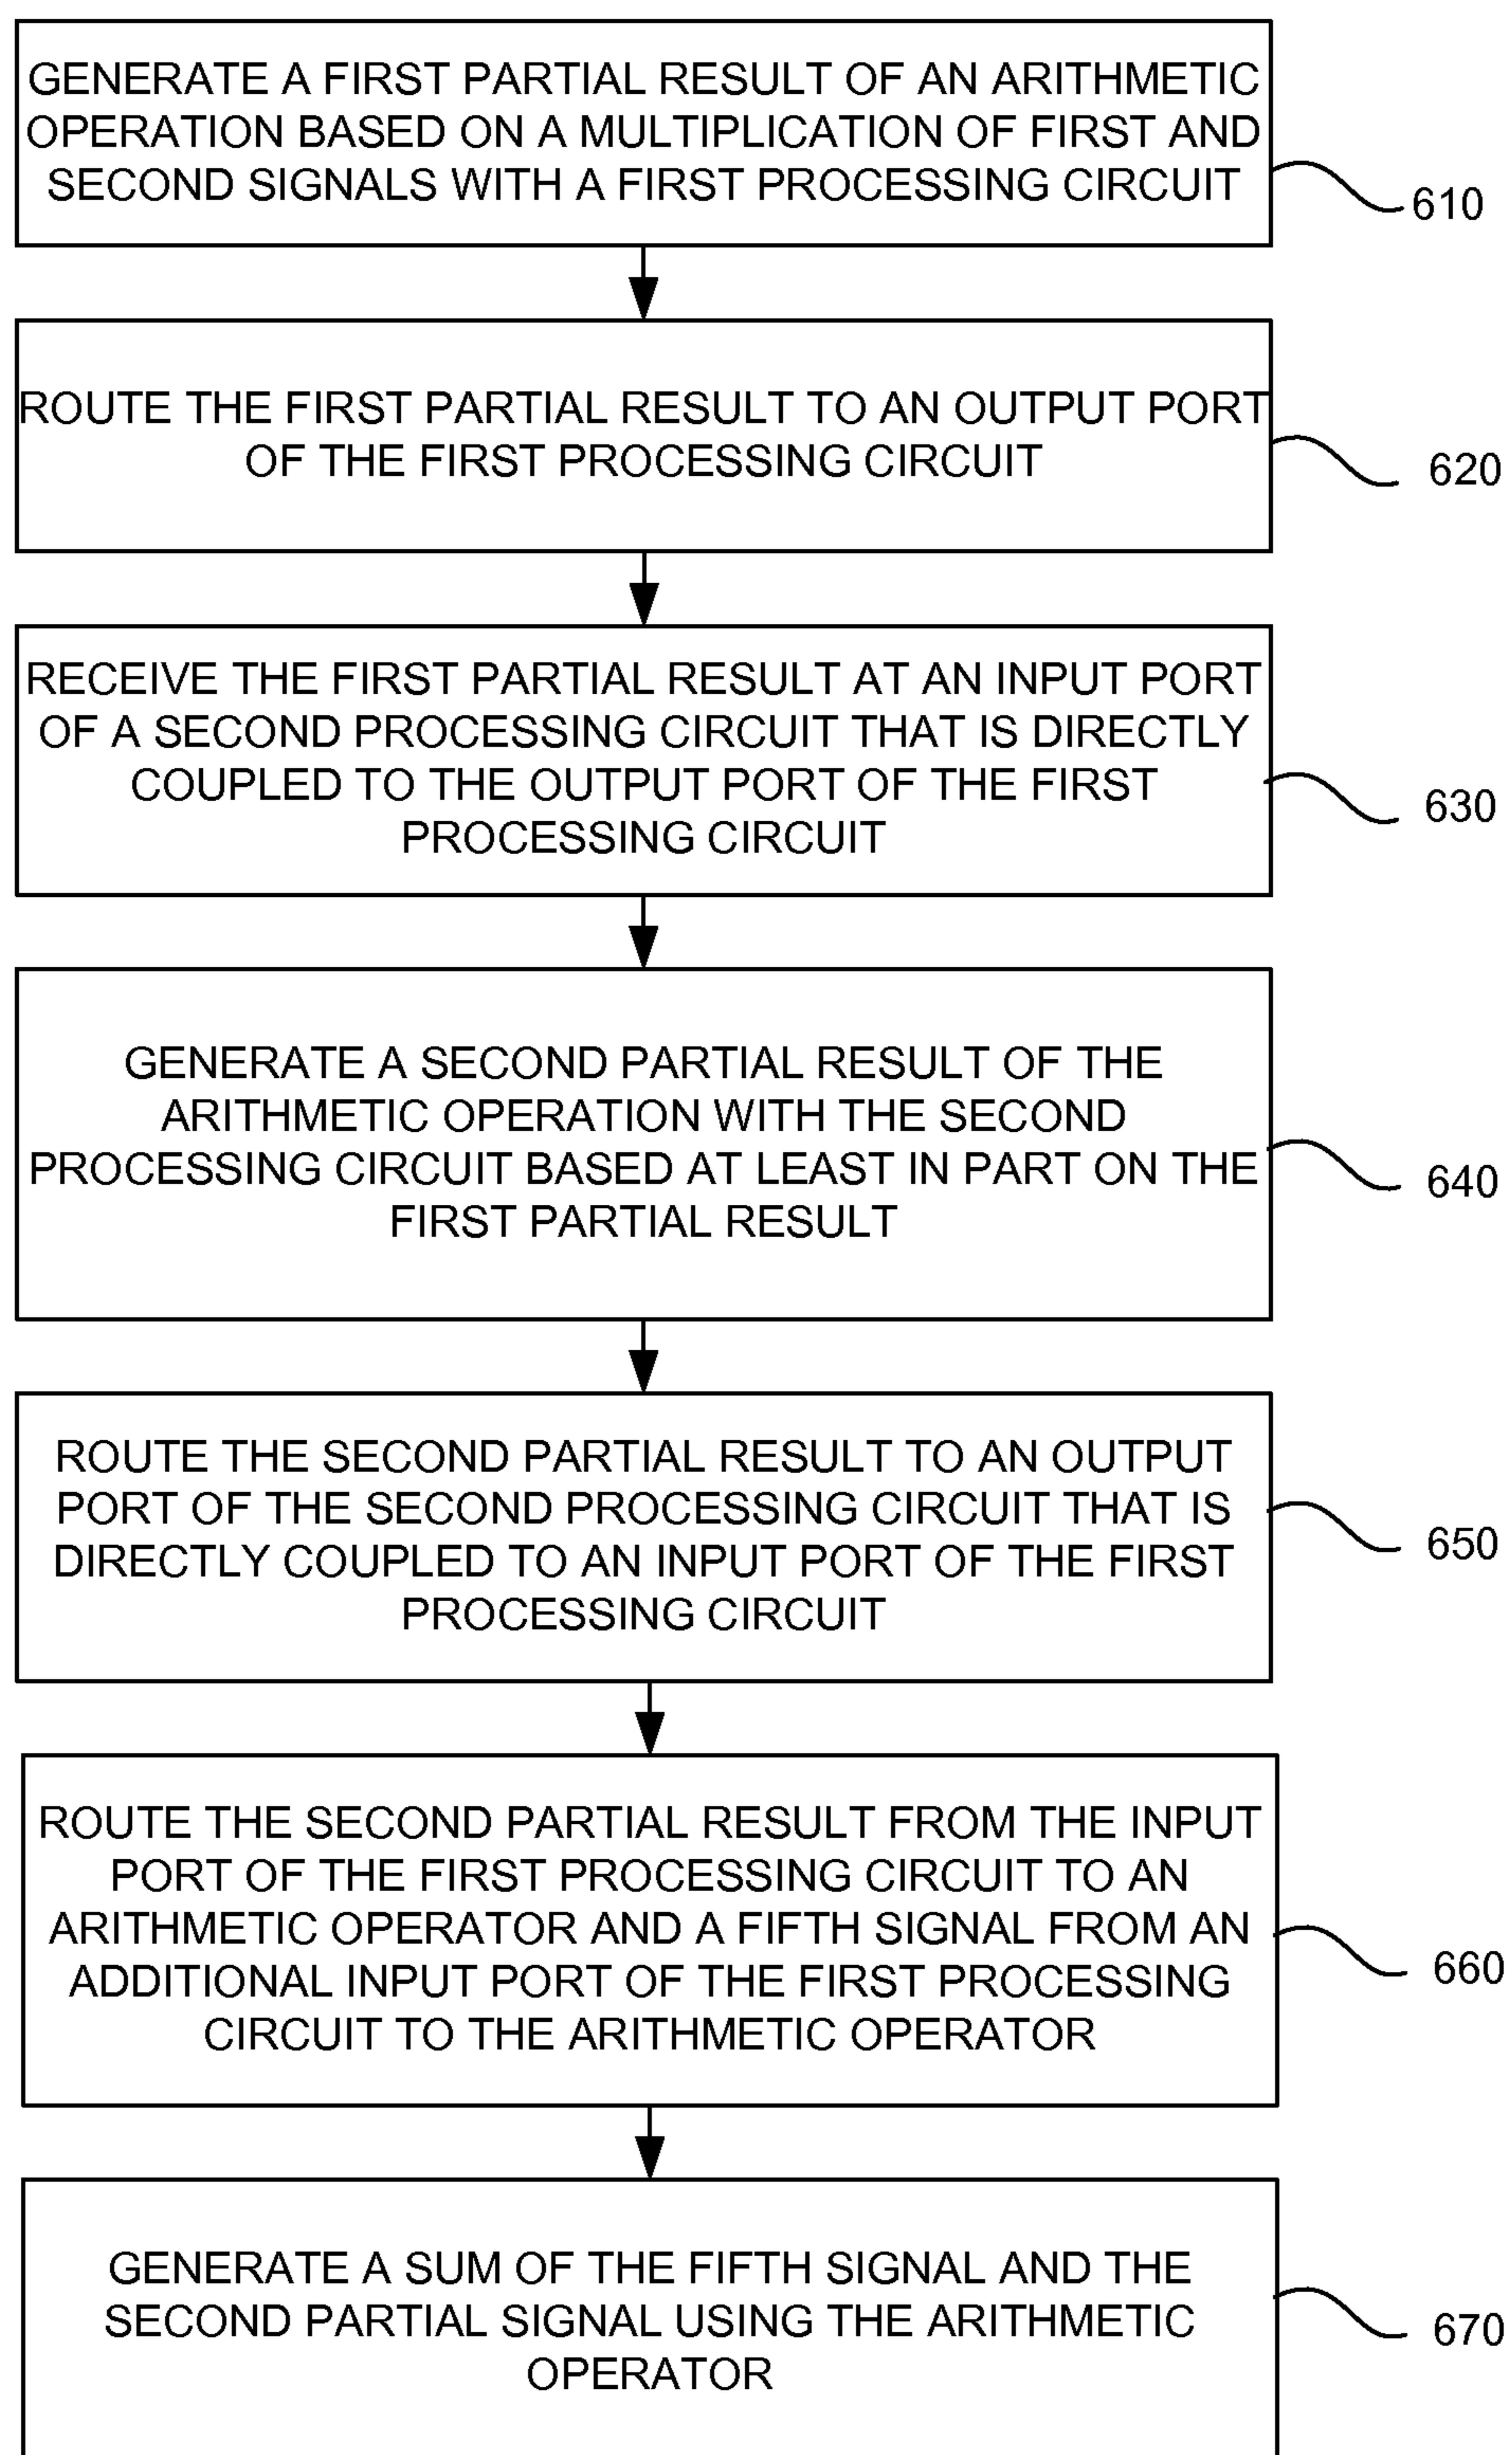 GENERATE A FIRST PARTIAL RESULT OF AN ARITHMETIC
OPERATION BASED ON A MULTIPLICATION OF FIRST AND
SECOND SIGNALS WITH A FIRST PROCESSING CIRCUIT
610
ROUTE THE FIRST PARTIAL RESULT TO AN OUTPUT PORT
OF THE FIRST PROCESSING CIRCUIT
620
RECEIVE THE FIRST PARTIAL RESULT AT AN INPUT PORT
OF A SECOND PROCESSING CIRCUIT THAT IS DIRECTLY
COUPLED TO THE OUTPUT PORT OF THE FIRST
PROCESSING CIRCUIT
630
GENERATE A SECOND PARTIAL RESULT OF THE
ARITHMETIC OPERATION WITH THE SECOND
PROCESSING CIRCUIT BASED AT LEAST IN PART ON THE
FIRST PARTIAL RESULT
640
ROUTE THE SECOND PARTIAL RESULT TO AN OUTPUT
PORT OF THE SECOND PROCESSING CIRCUIT THAT IS
DIRECTLY COUPLED TO AN INPUT PORT OF THE FIRST
PROCESSING CIRCUIT
650
ROUTE THE SECOND PARTIAL RESULT FROM THE INPUT
PORT OF THE FIRST PROCESSING CIRCUIT TO AN
ARITHMETIC OPERATOR AND A FIFTH SIGNAL FROM AN
ADDITIONAL INPUT PORT OF THE FIRST PROCESSING
CIRCUIT TO THE ARITHMETIC OPERATOR
660
GENERATE A SUM OF THE FIFTH SIGNAL AND THE
SECOND PARTIAL SIGNAL USING THE ARITHMETIC
OPERATOR
670